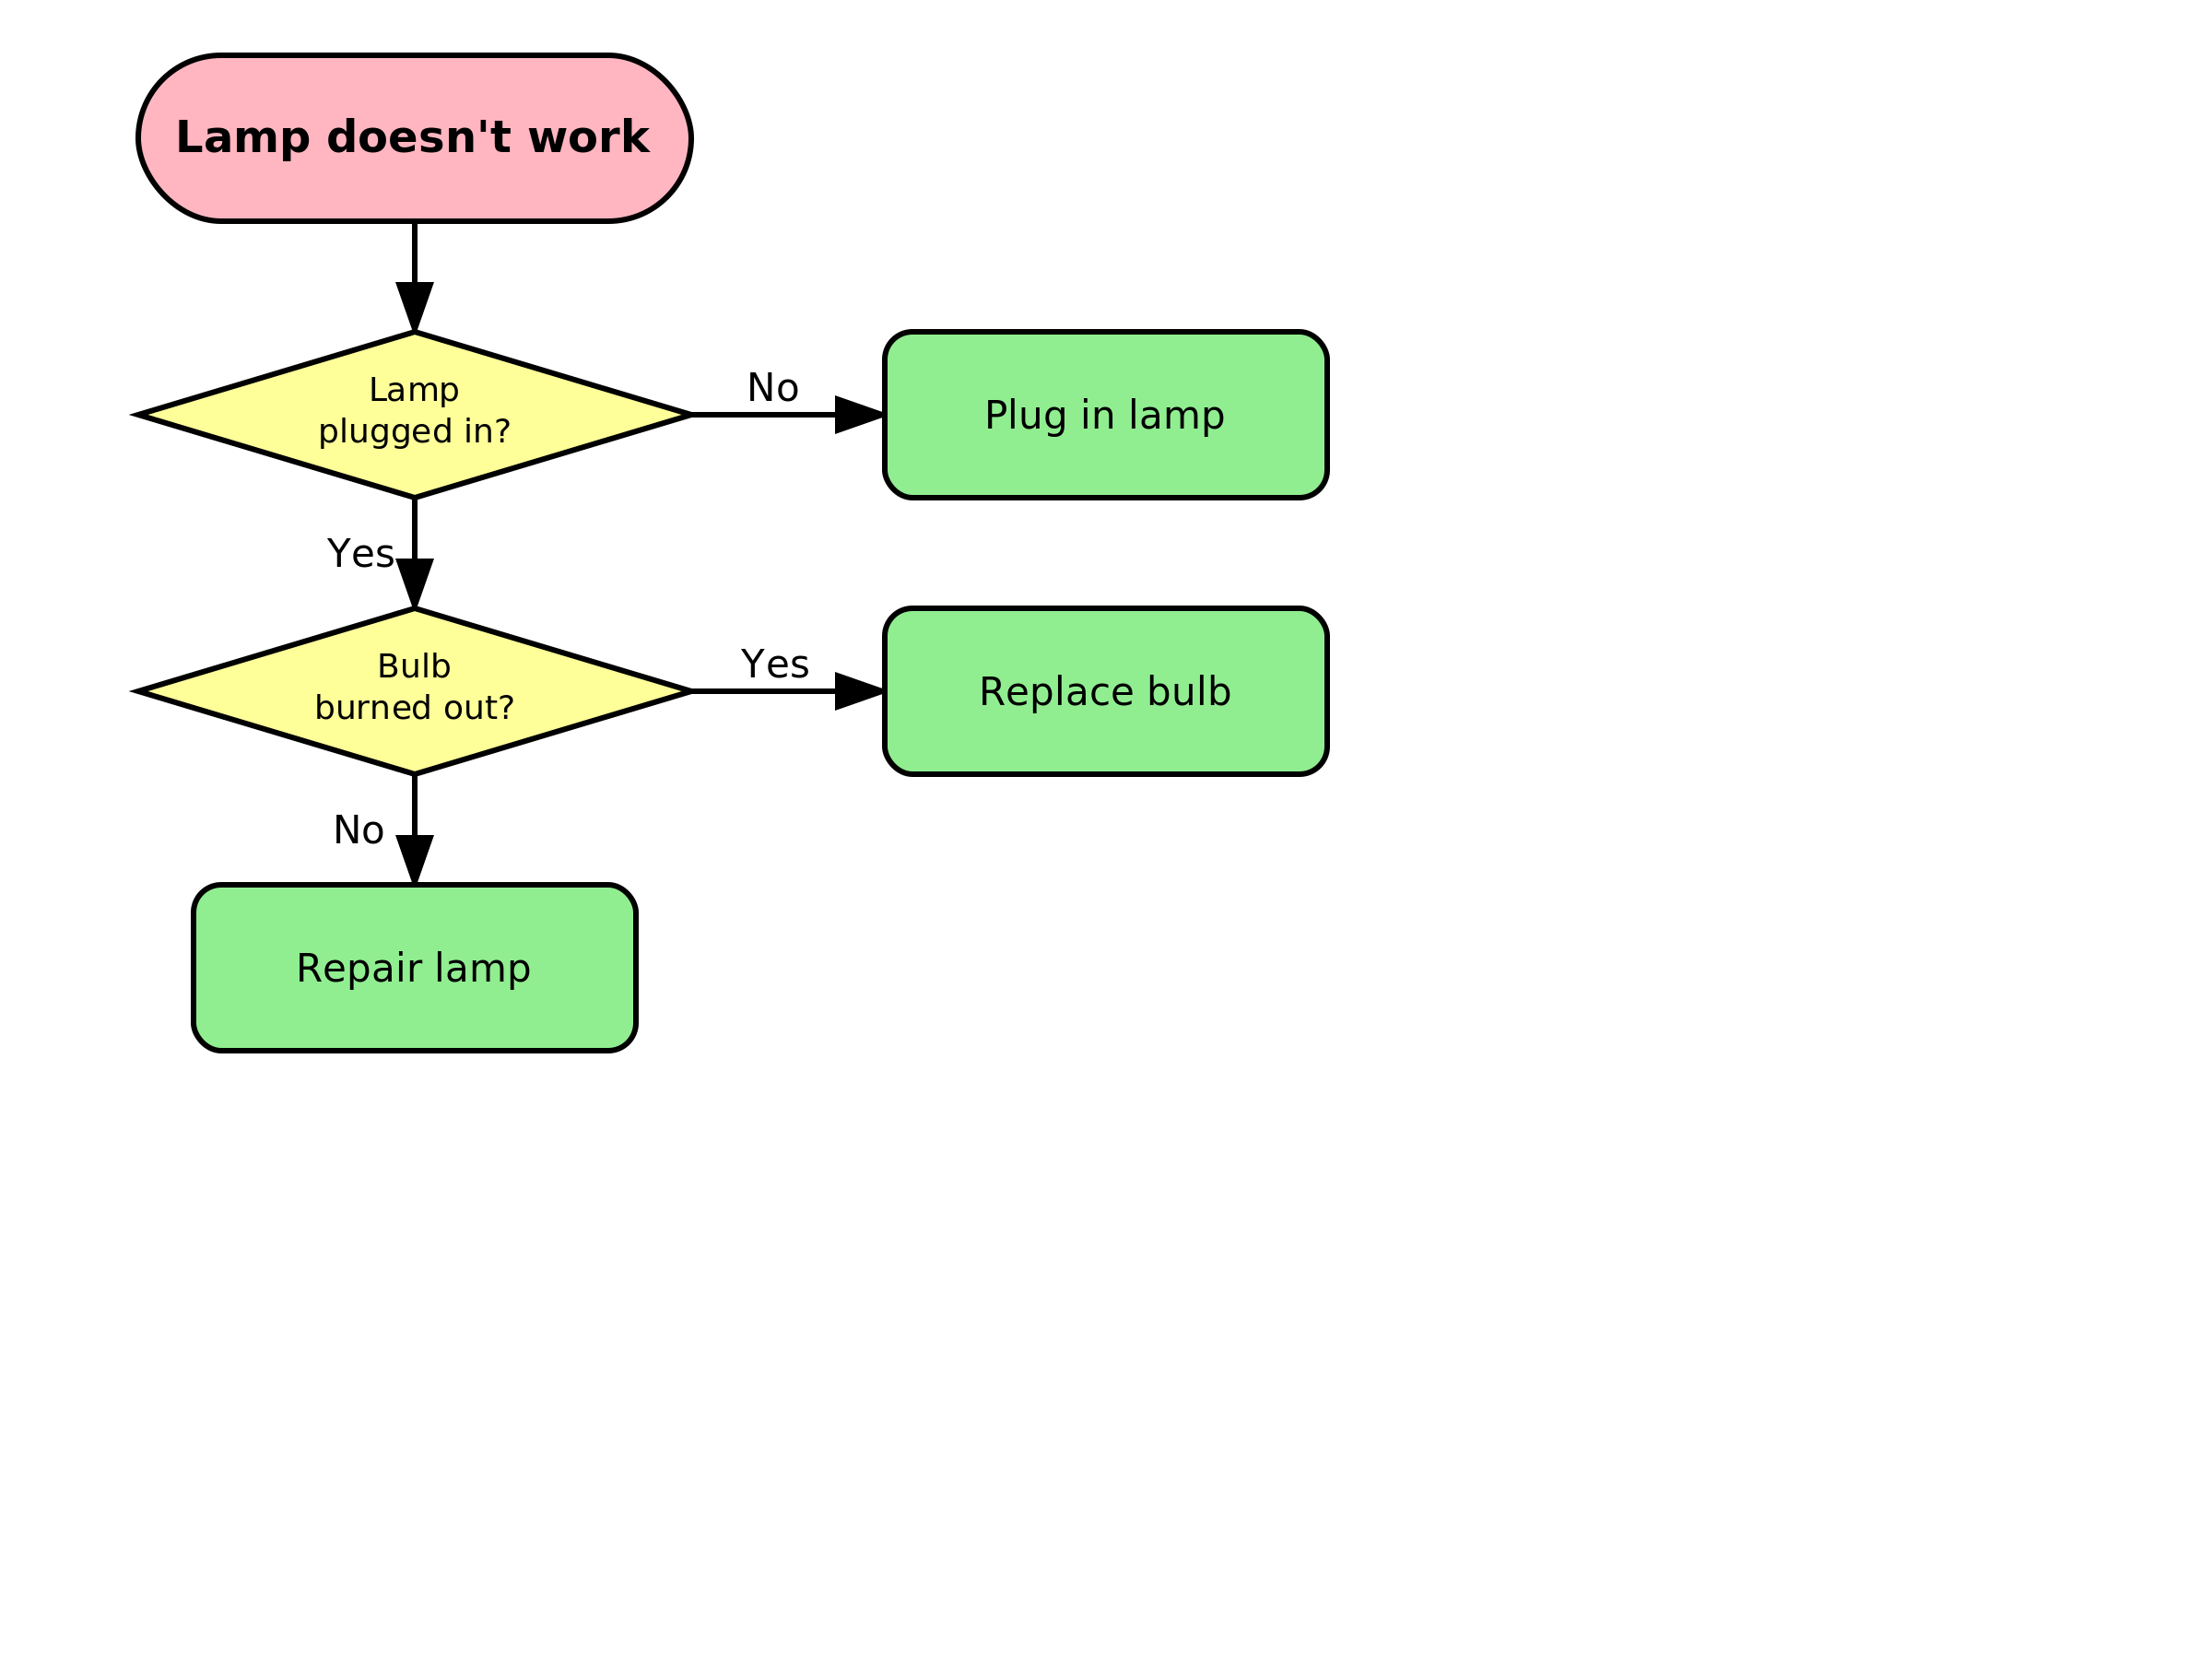 Lamp doesn't work
Lamp
plugged in?
No
Plug in lamp
Yes
Bulb
burned out?
Yes
Replace bulb
No
Repair lamp